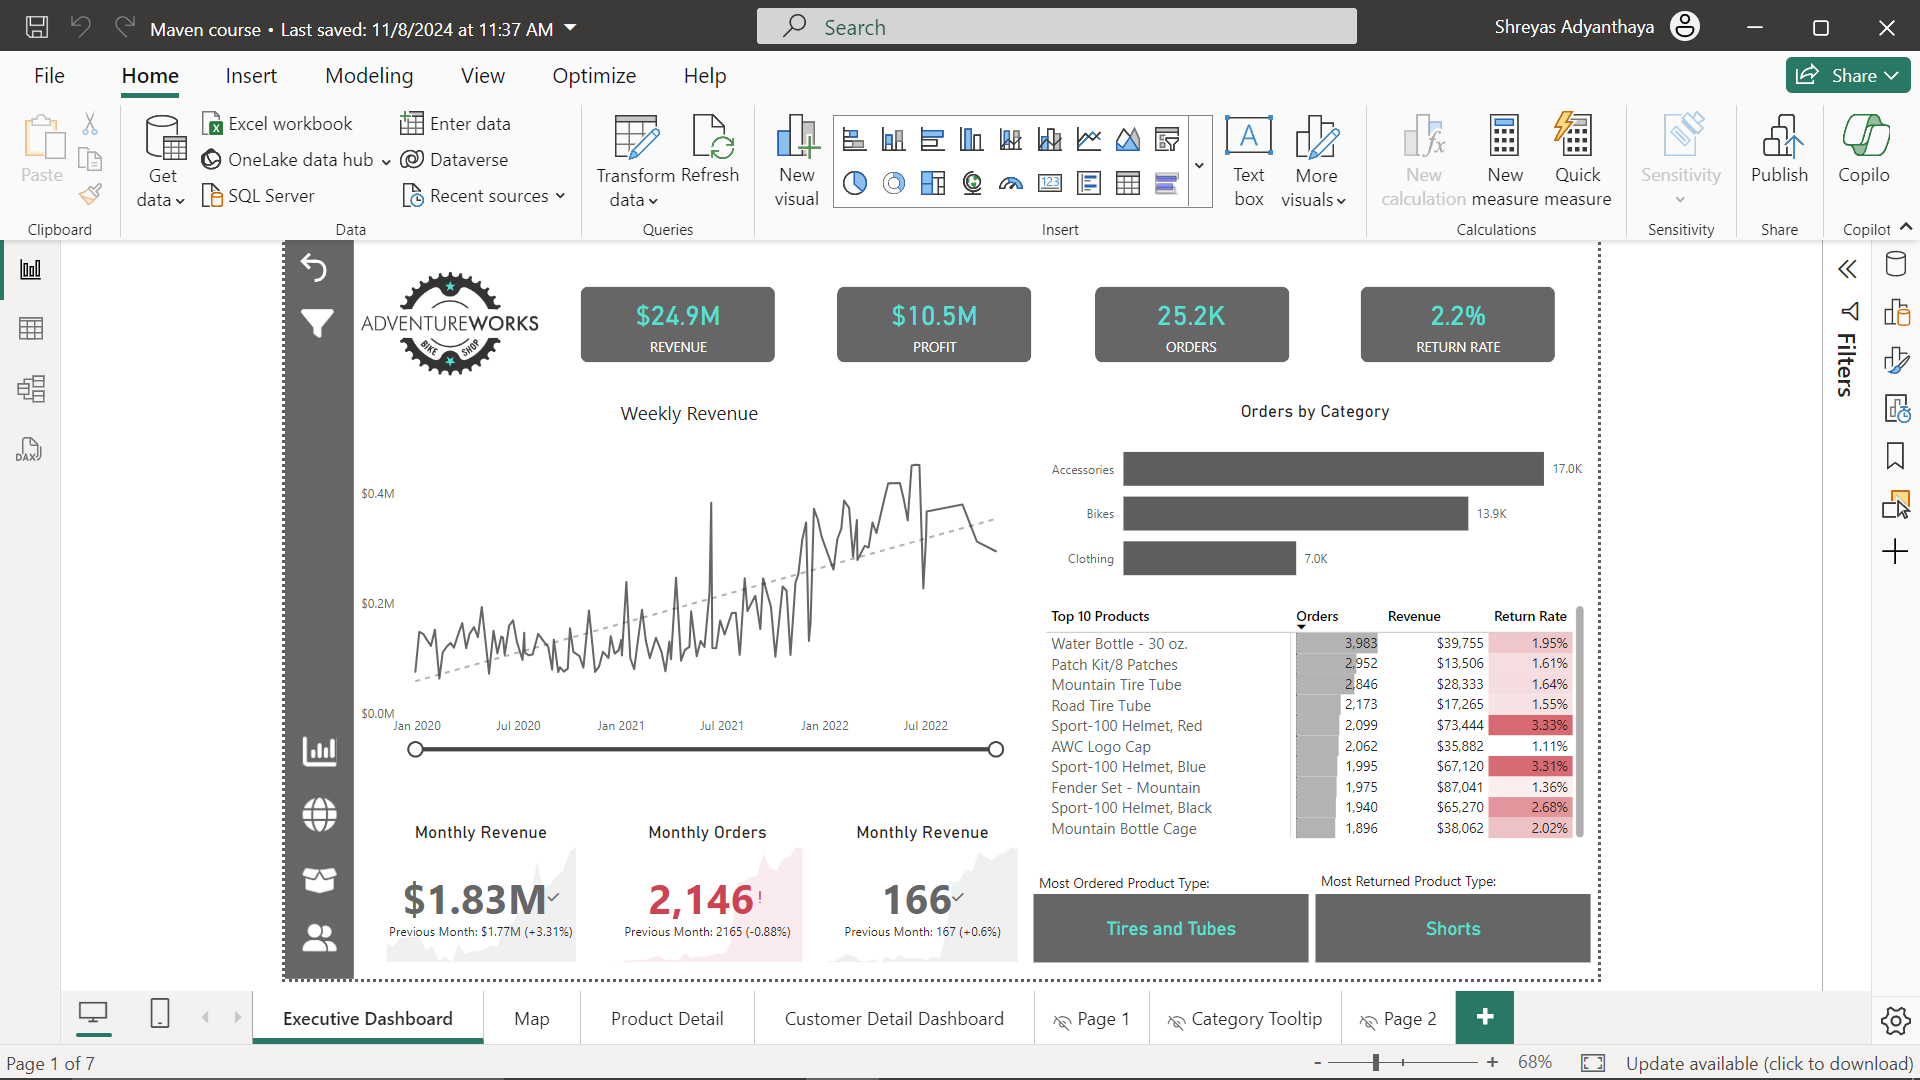 Maven course • Last saved: 11/8/2024 at 11:37 AM
Search
Shreyas Adyanthaya
File Home Insert Modeling View Optimize Help
Share
Paste
Clipboard
Get data
Excel workbook
OneLake data hub
SQL Server
Enter data
Dataverse
Recent sources
Data
Transform data
Refresh
Queries
New visual
123
A
Text box
More visuals
Insert
New calculation
New measure
Quick measure
Calculations
Sensitivity
Sensitivity
Publish
Share
Copilo
Copilot
DAX
Filters
ADVENTUREWORKS
BIKE SHOP
$24.9M
REVENUE
$10.5M
PROFIT
25.2K
ORDERS
2.2%
RETURN RATE
Weekly Revenue
$0.4M
$0.2M
$0.0M
Jan 2020 Jul 2020 Jan 2021 Jul 2021 Jan 2022 Jul 2022
Orders by Category
Accessories 17.0K
Bikes 13.9K
Clothing 7.0K
Top 10 Products Orders Revenue Return Rate
Water Bottle - 30 oz. 3,983 $39,755 1.95%
Patch Kit/8 Patches 2,952 $13,506 1.61%
Mountain Tire Tube 2,846 $28,333 1.64%
Road Tire Tube 2,173 $17,265 1.55%
Sport-100 Helmet, Red 2,099 $73,444 3.33%
AWC Logo Cap 2,062 $35,882 1.11%
Sport-100 Helmet, Blue 1,995 $67,120 3.31%
Fender Set - Mountain 1,975 $87,041 1.36%
Sport-100 Helmet, Black 1,940 $65,270 2.68%
Mountain Bottle Cage 1,896 $38,062 2.02%
Monthly Revenue
$1.83M
Previous Month: $1.77M (+3.31%)
Monthly Orders
2,146!
Previous Month: 2165 (-0.88%)
Monthly Revenue
166
Previous Month: 167 (+0.6%)
Most Ordered Product Type:
Tires and Tubes
Most Returned Product Type:
Shorts
Executive Dashboard Map Product Detail Customer Detail Dashboard Page 1 Category Tooltip Page 2 +
Page 1 of 7
- + 68%
Update available (click to download)